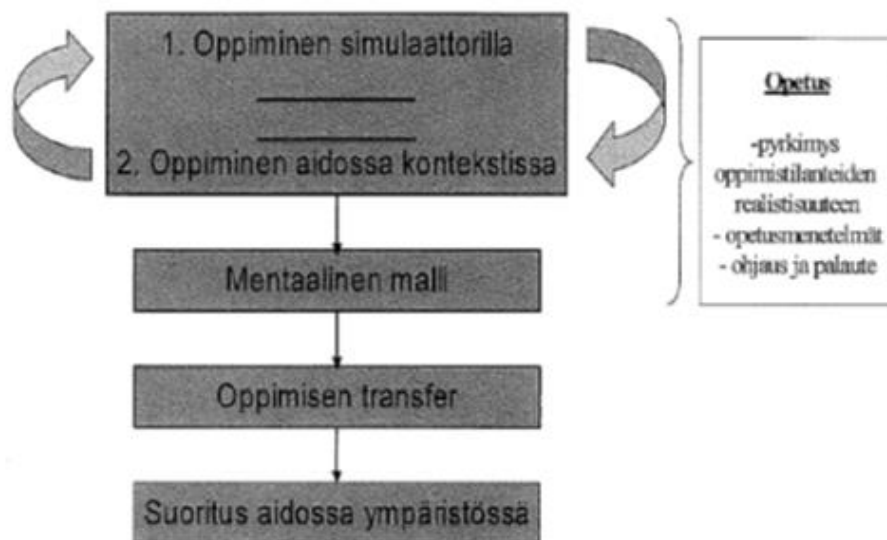 1. Oppiminen simulaattorilla
2. Oppiminen aidossa kontekstissa
Mentaalinen malli
Oppimisen transfer
Suoritus aidossa ympäristössä
Opetus
-pyrkimys
oppimistilanteiden
realistisuuteen
- opetusmenetelmät
- ohjaus ja palaute